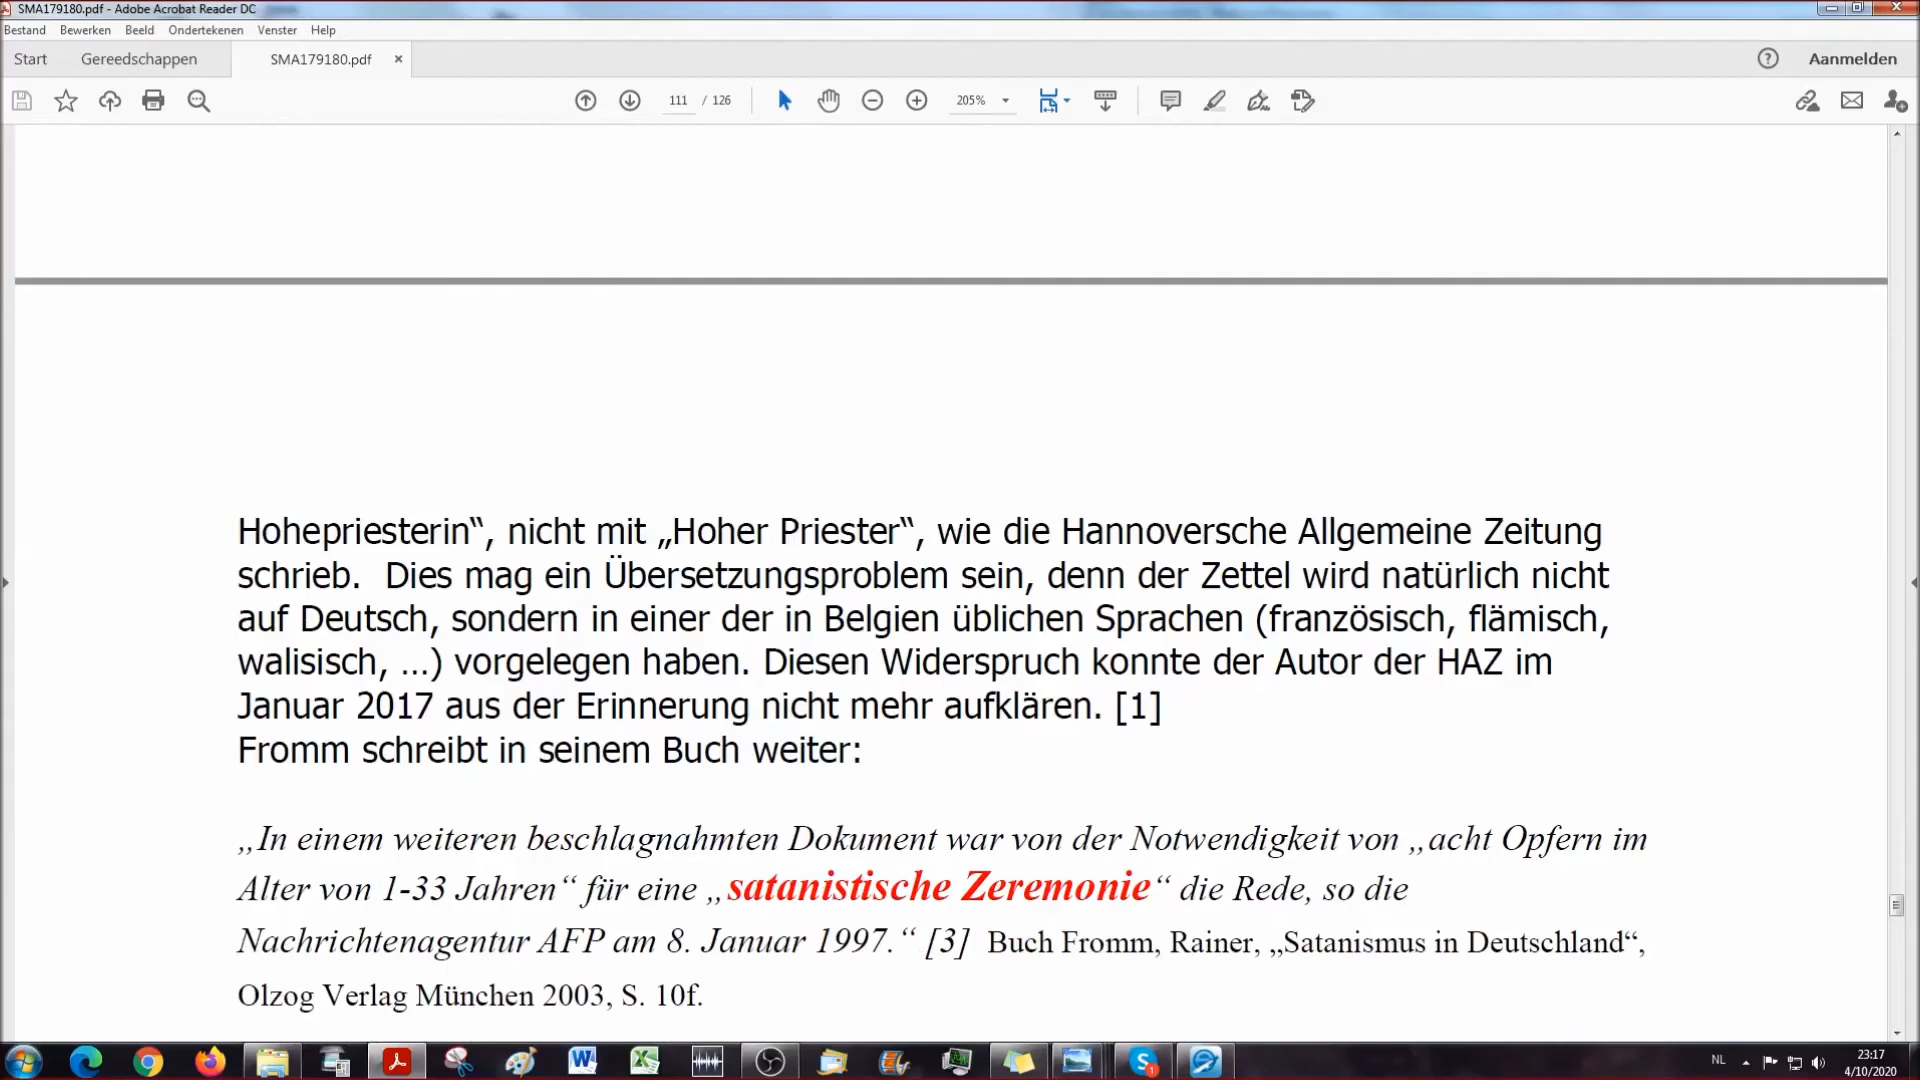 SMA179180.pdf - Adobe Acrobat Reader DC
Bestand Bewerken Beeld Ondertekenen Venster Help
Start Gereedschappen SMA179180.pdf × Aanmelden
111 / 126 205%
Hohepriesterin“, nicht mit „Hoher Priester“, wie die Hannoversche Allgemeine Zeitung
schrieb. Dies mag ein Übersetzungsproblem sein, denn der Zettel wird natürlich nicht
auf Deutsch, sondern in einer der in Belgien üblichen Sprachen (französisch, flämisch,
walisisch, …) vorgelegen haben. Diesen Widerspruch konnte der Autor der HAZ im
Januar 2017 aus der Erinnerung nicht mehr aufklären. [1]
Fromm schreibt in seinem Buch weiter:
„In einem weiteren beschlagnahmten Dokument war von der Notwendigkeit von „acht Opfern im
Alter von 1-33 Jahren“ für eine „satanistische Zeremonie“ die Rede, so die
Nachrichtenagentur AFP am 8. Januar 1997.“ [3] Buch Fromm, Rainer, „Satanismus in Deutschland“,
Olzog Verlag München 2003, S. 10f.
NL 23:17
4/10/2020